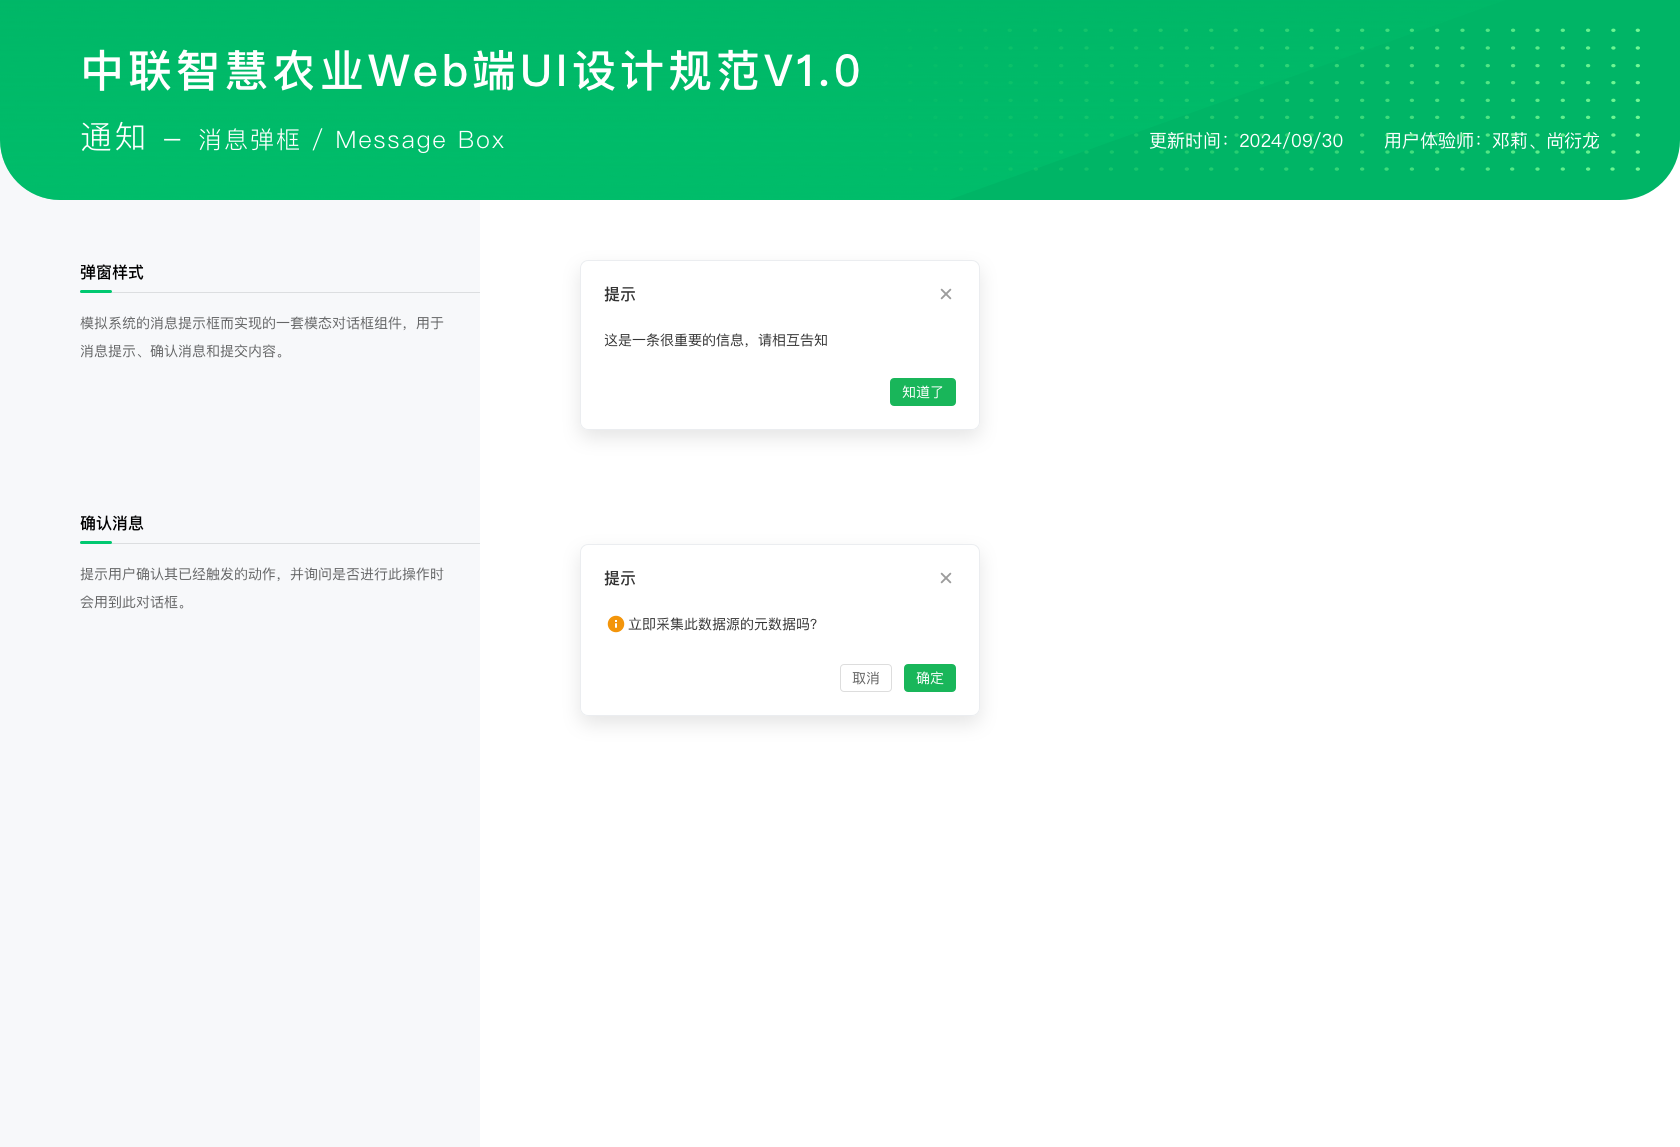 中联智慧农业Web端UI设计规范V1.0
通知 – 消息弹框 / Message Box
更新时间：2024/09/30 用户体验师：邓莉、尚衍龙
弹窗样式
模拟系统的消息提示框而实现的一套模态对话框组件，用于
消息提示、确认消息和提交内容。
提示
这是一条很重要的信息，请相互告知
知道了
确认消息
提示用户确认其已经触发的动作，并询问是否进行此操作时
会用到此对话框。
提示
立即采集此数据源的元数据吗?
取消 确定